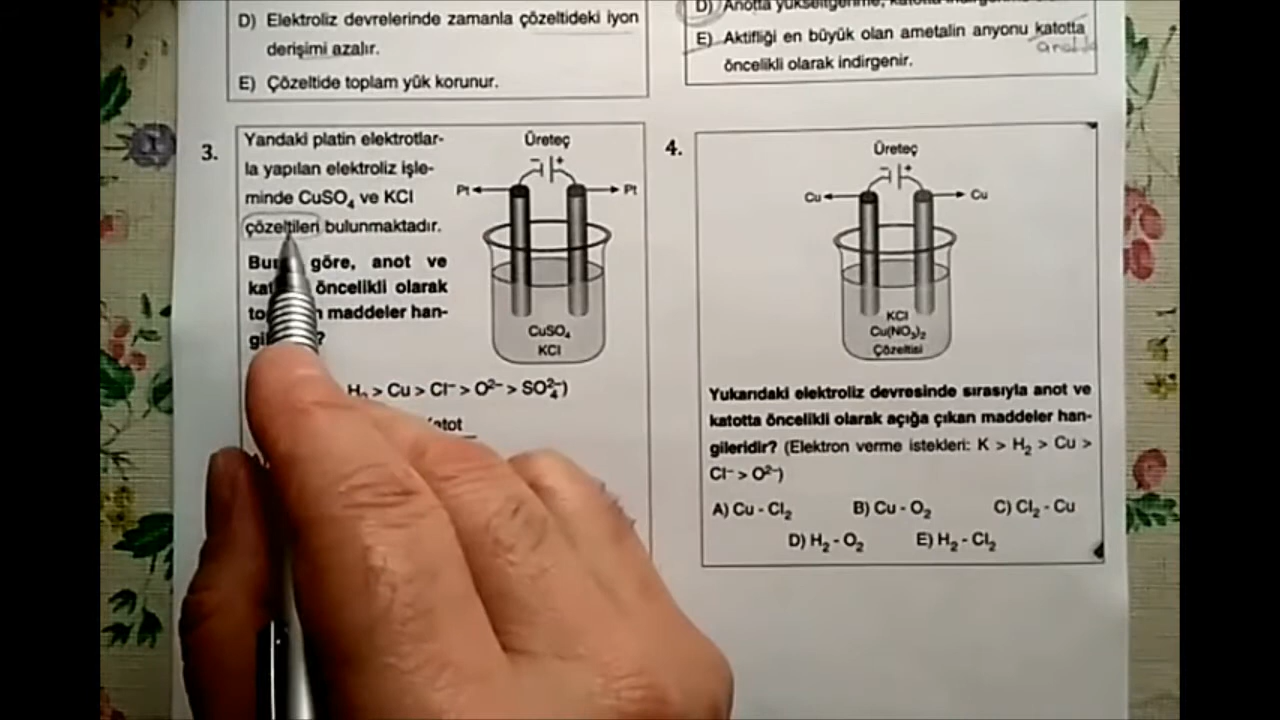 D) Elektroliz devrelerinde zamanla çözeltideki iyon
derişimi azalır.
E) Çözeltide toplam yük korunur.
E) Aktifliği en büyük olan ametalin anyonu katotta
öncelikli olarak indirgenir.
3.
Yandaki platin elektrotlar-
la yapılan elektroliz işle-
minde CuSO₄ ve KCl
çözeltileri bulunmaktadır.
göre, anot ve
öncelikli olarak
maddeler han-
Üreteç
- +
Pt
Pt
CuSO₄
KCl
H₂ > Cu > Cl⁻ > O²⁻ > SO₄²⁻)
4.
Üreteç
- +
Cu
Cu
KCl
Cu(NO₃)₂
Çözeltisi
Yukarıdaki elektroliz devresinde sırasıyla anot ve
katotta öncelikli olarak açığa çıkan maddeler han-
gileridir? (Elektron verme istekleri: K > H₂ > Cu >
Cl⁻ > O²⁻)
A) Cu - Cl₂ B) Cu - O₂ C) Cl₂ - Cu
D) H₂ - O₂ E) H₂ - Cl₂